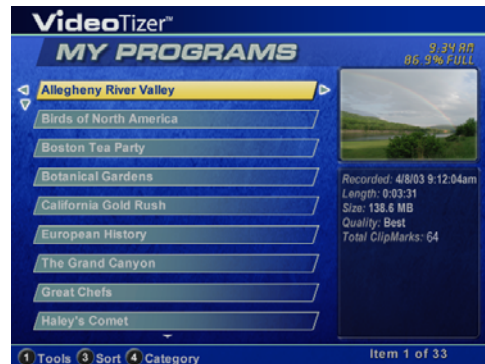 VideoTizer™
MY PROGRAMS
9:34 AM
86.9% FULL
Allegheny River Valley
Birds of North America
Boston Tea Party
Botanical Gardens
California Gold Rush
European History
The Grand Canyon
Great Chefs
Haley's Comet
Recorded: 4/8/03 9:12:04am
Length: 0:03:31
Size: 138.6 MB
Quality: Best
Total ClipMarks: 64
1 Tools 3 Sort 4 Category
Item 1 of 33